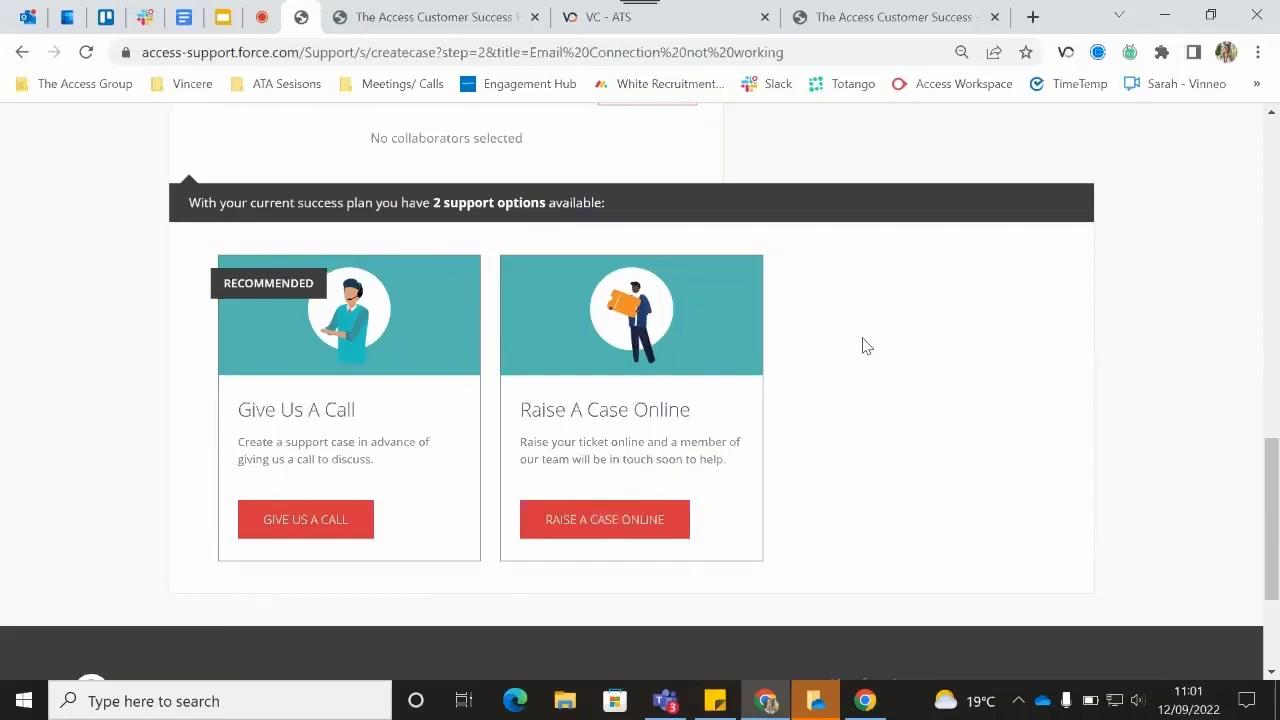 The Access Customer Success
VC - ATS
The Access Customer Success
access-support.force.com/Support/s/createcase?step=2&title=Email%20Connection%20not%20working
The Access Group
Vincere
ATA Sesisons
Meetings/ Calls
Engagement Hub
White Recruitment...
Slack
Totango
Access Workspace
TimeTemp
Sarah - Vinneo
»
No collaborators selected
With your current success plan you have 2 support options available:
RECOMMENDED
Give Us A Call
Create a support case in advance of
giving us a call to discuss.
GIVE US A CALL
Raise A Case Online
Raise your ticket online and a member of
our team will be in touch soon to help.
RAISE A CASE ONLINE
Type here to search
3
19°C
11:01
12/09/2022